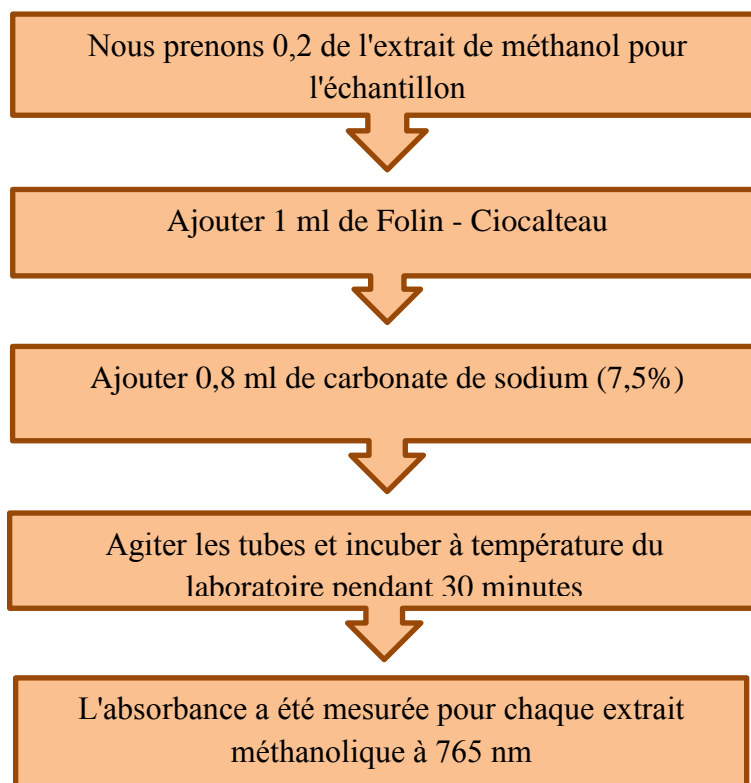 Nous prenons 0,2 de l'extrait de méthanol pour
l'échantillon
Ajouter 1 ml de Folin - Ciocalteau
Ajouter 0,8 ml de carbonate de sodium (7,5%)
Agiter les tubes et incuber à température du
laboratoire pendant 30 minutes
L'absorbance a été mesurée pour chaque extrait
méthanolique à 765 nm